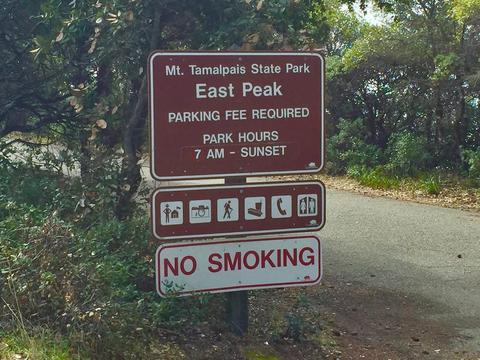 Mt. Tamalpais State Park
East Peak
PARKING FEE REQUIRED
PARK HOURS
7 AM - SUNSET
NO SMOKING